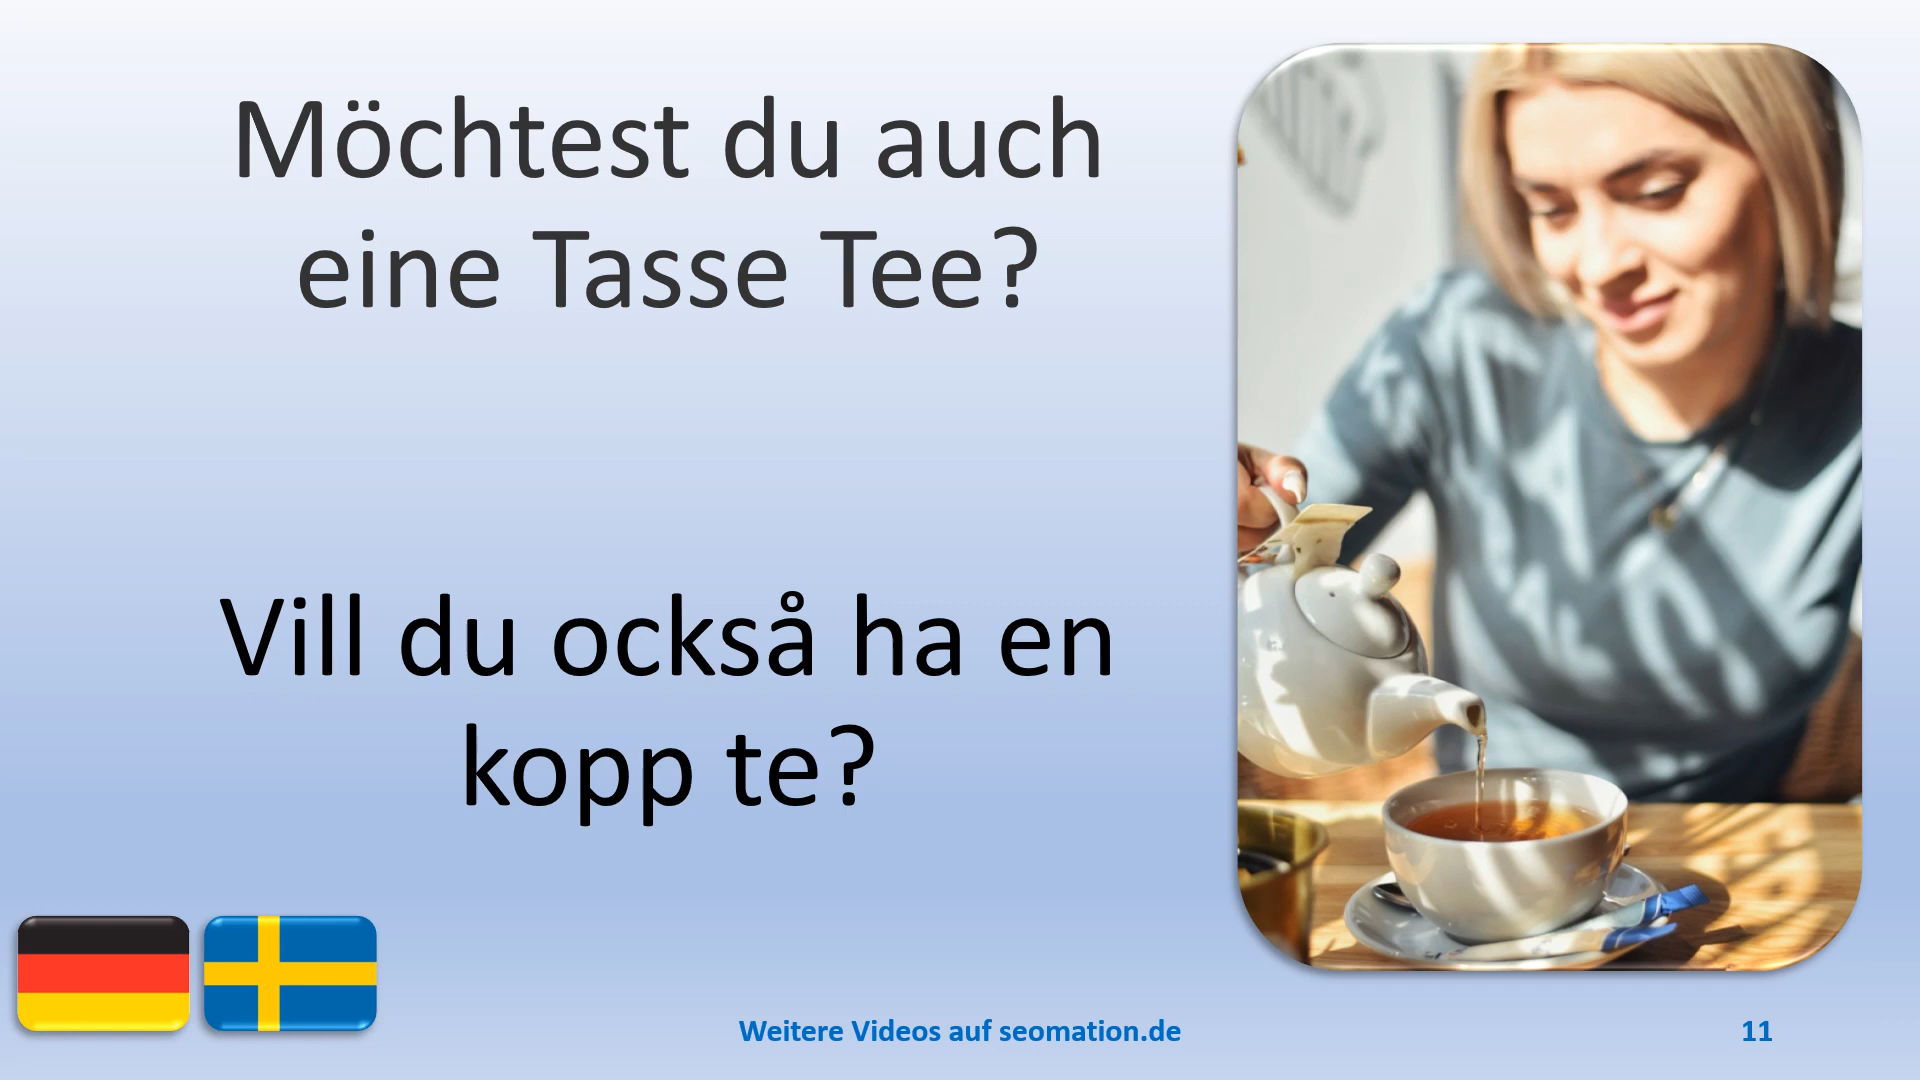 Möchtest du auch
eine Tasse Tee?
Vill du också ha en
kopp te?
Weitere Videos auf seomation.de
11